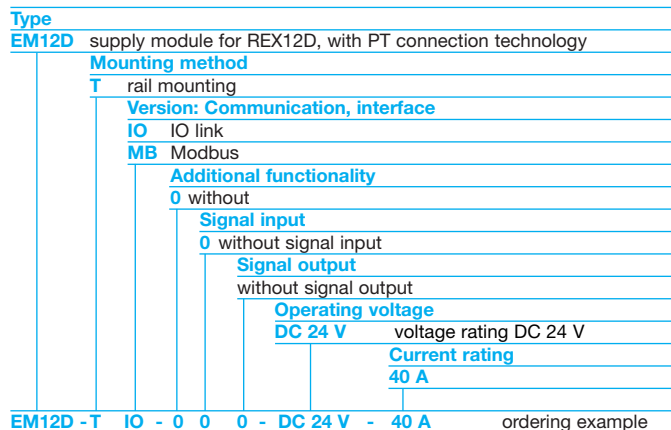 Type
EM12D supply module for REX12D, with PT connection technology
Mounting method
T rail mounting
Version: Communication, interface
IO IO link
MB Modbus
Additional functionality
0 without
Signal input
0 without signal input
Signal output
without signal output
Operating voltage
DC 24 V voltage rating DC 24 V
Current rating
40 A
EM12D - T IO - 0 0 0 - DC 24 V - 40 A ordering example